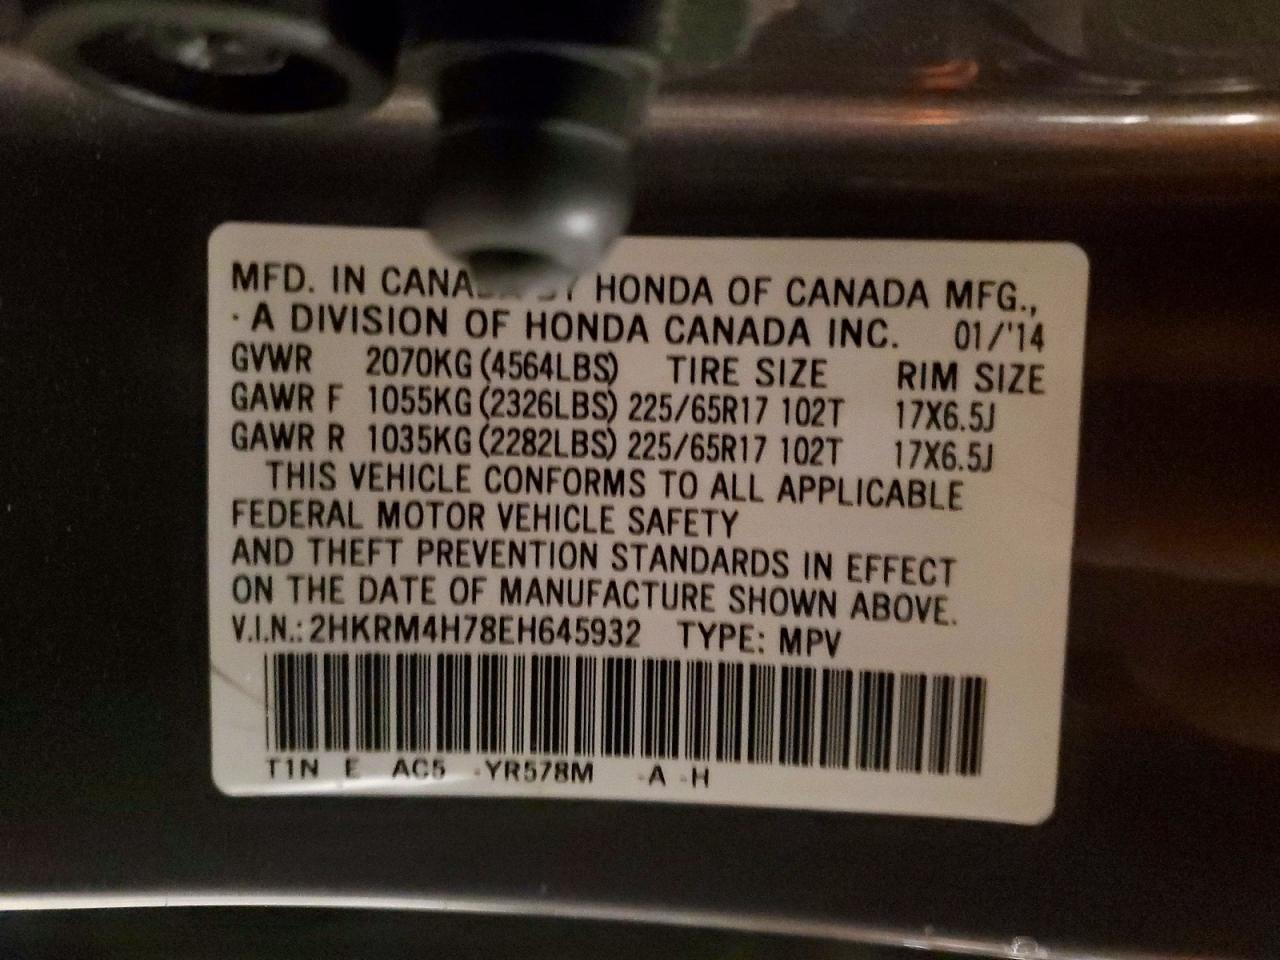 MFD. IN CANA Y HONDA OF CANADA MFG.,
A DIVISION OF HONDA CANADA INC. 01/'14
GVWR 2070KG (4564LBS) TIRE SIZE RIM SIZE
GAWR F 1055KG (2326LBS) 225/65R17 102T 17X6.5J
GAWR R 1035KG (2282LBS) 225/65R17 102T 17X6.5J
THIS VEHICLE CONFORMS TO ALL APPLICABLE
FEDERAL MOTOR VEHICLE SAFETY
AND THEFT PREVENTION STANDARDS IN EFFECT
ON THE DATE OF MANUFACTURE SHOWN ABOVE.
V.I.N.: 2HKRM4H78EH645932 TYPE: MPV
T1N E AC5 -YR578M -A -H